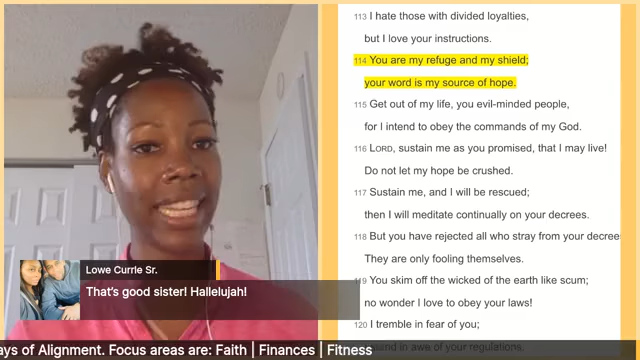 113 I hate those with divided loyalties,
but I love your instructions.
114 You are my refuge and my shield;
your word is my source of hope.
115 Get out of my life, you evil-minded people,
for I intend to obey the commands of my God.
116 LORD, sustain me as you promised, that I may live!
Do not let my hope be crushed.
117 Sustain me, and I will be rescued;
then I will meditate continually on your decrees.
118 But you have rejected all who stray from your decree
They are only fooling themselves.
119 You skim off the wicked of the earth like scum;
no wonder I love to obey your laws!
120 I tremble in fear of you;
in awe of your regulations.
Lowe Currie Sr.
That's good sister! Hallelujah!
ays of Alignment. Focus areas are: Faith | Finances | Fitness